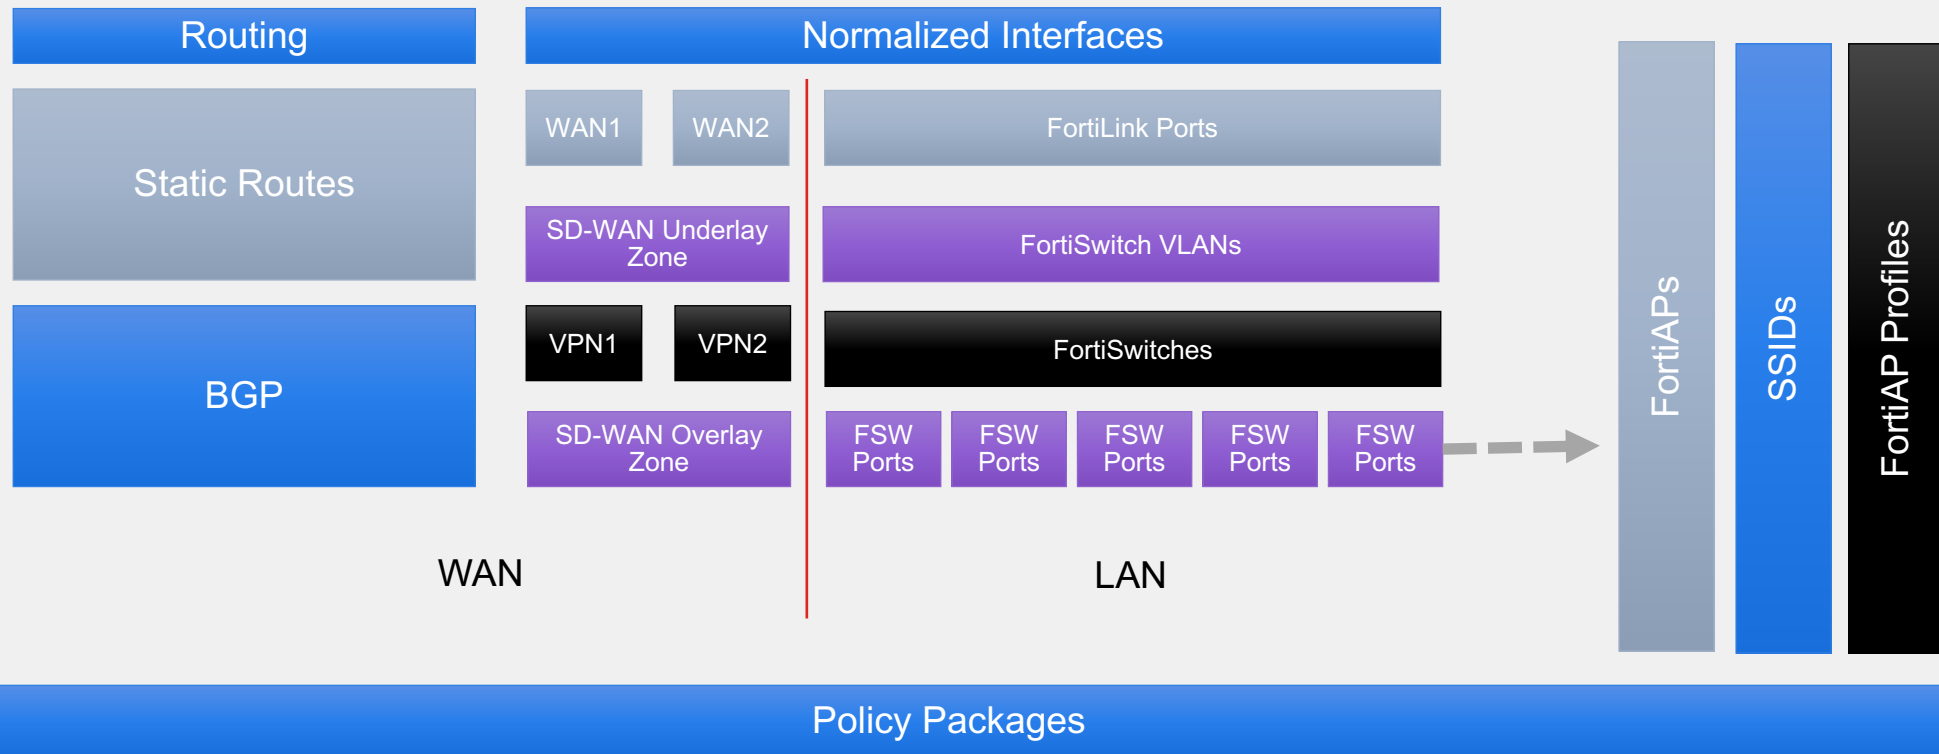 Routing
Normalized Interfaces
WAN1
WAN2
FortiLink Ports
Static Routes
SD-WAN Underlay
Zone
FortiSwitch VLANs
VPN1
VPN2
FortiSwitches
BGP
SD-WAN Overlay
Zone
FSW
Ports
FSW
Ports
FSW
Ports
FSW
Ports
FSW
Ports
FortiAPs
SSIDs
FortiAP Profiles
WAN
LAN
Policy Packages